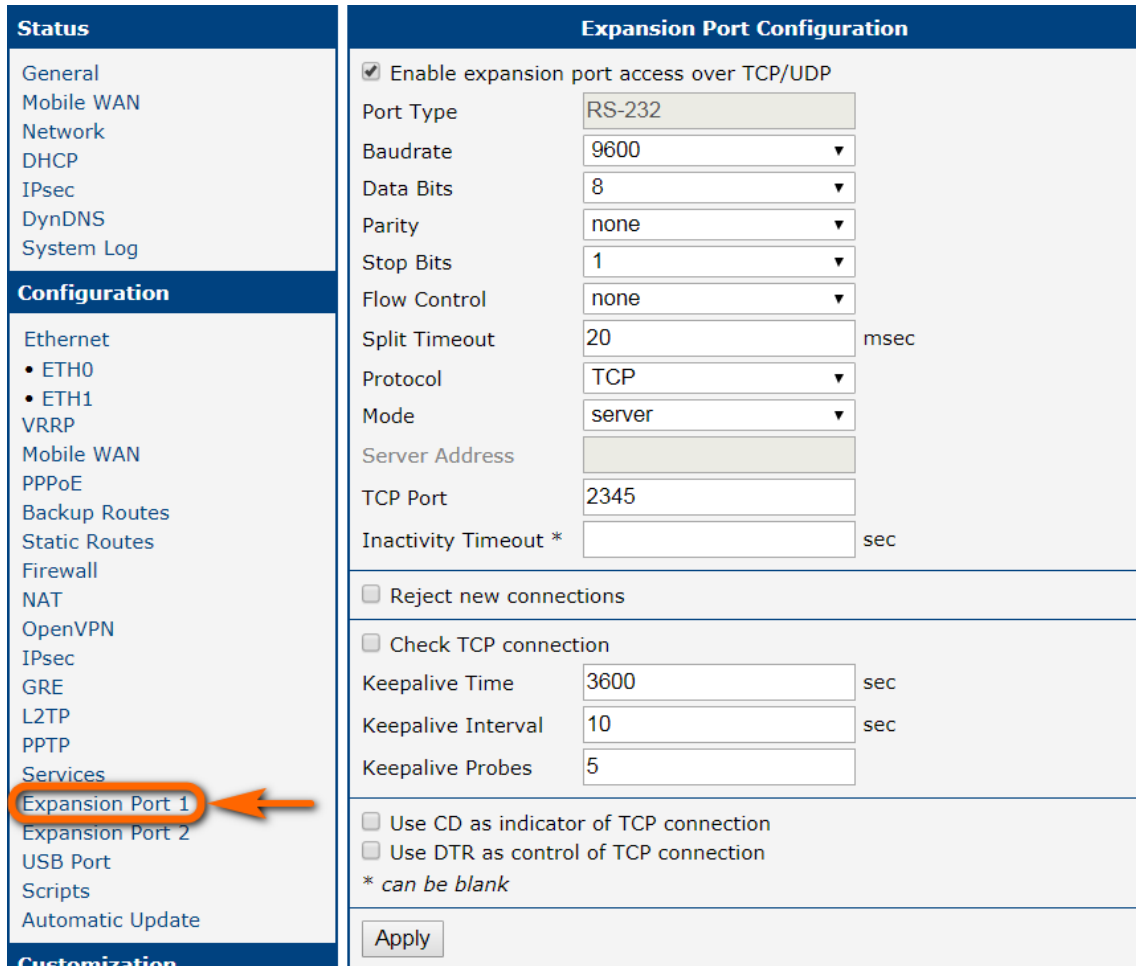 Status
General
Mobile WAN
Network
DHCP
IPsec
DynDNS
System Log
Configuration
Ethernet
• ETH0
• ETH1
VRRP
Mobile WAN
PPPoE
Backup Routes
Static Routes
Firewall
NAT
OpenVPN
IPsec
GRE
L2TP
PPTP
Services
Expansion Port 1
Expansion Port 2
USB Port
Scripts
Automatic Update
Customization
Expansion Port Configuration
Enable expansion port access over TCP/UDP
Port Type RS-232
Baudrate 9600
Data Bits 8
Parity none
Stop Bits 1
Flow Control none
Split Timeout 20 msec
Protocol TCP
Mode server
Server Address
TCP Port 2345
Inactivity Timeout * sec
Reject new connections
Check TCP connection
Keepalive Time 3600 sec
Keepalive Interval 10 sec
Keepalive Probes 5
Use CD as indicator of TCP connection
Use DTR as control of TCP connection
* can be blank
Apply